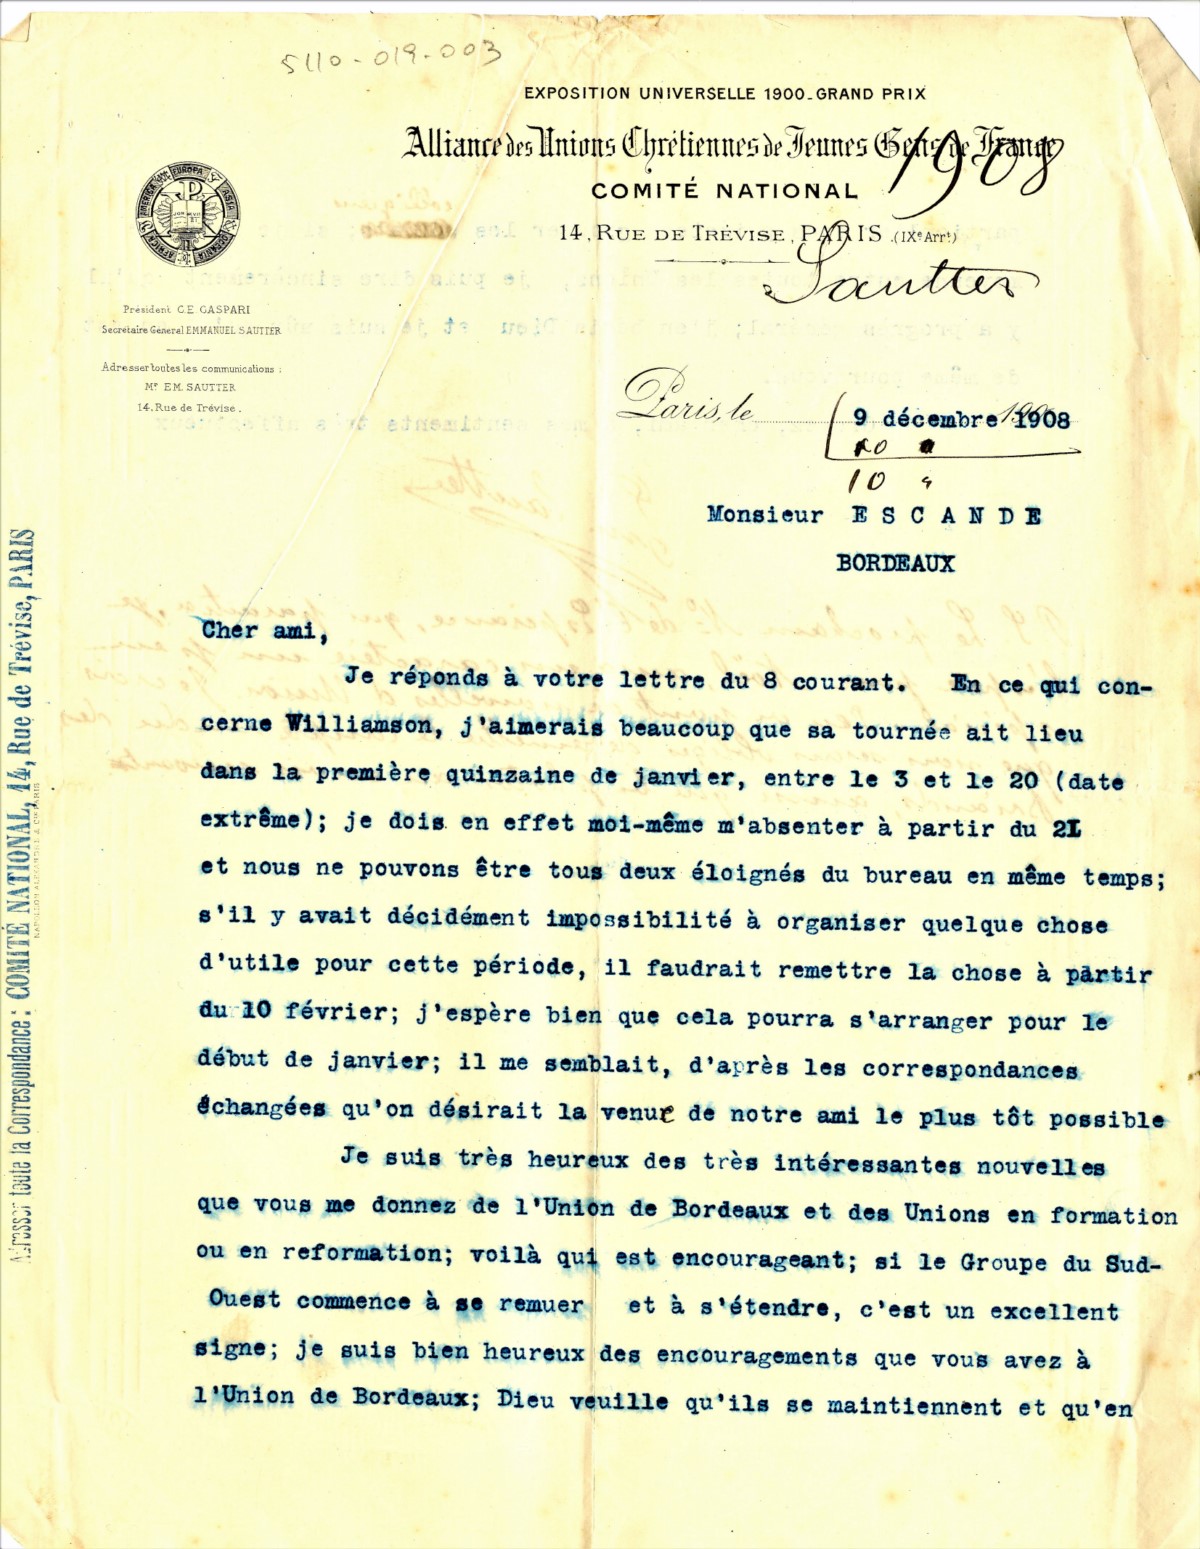 5110-019-003
EXPOSITION UNIVERSELLE 1900_GRAND PRIX
Alliance des Unions Chrétiennes de Jeunes Gens de France
1908
COMITÉ NATIONAL
14, RUE DE TRÉVISE, PARIS (IXe Arrt)
Sautter
AMERICA EUROPA ASIA OCEANIA AFRICA
Président C.E. GASPARI
Secrétaire Général EMMANUEL SAUTTER
Adresser toutes les communications :
Mr EM. SAUTTER
14, Rue de Trévise.
Paris, le 9 décembre 1908
10 "
Monsieur E S C A N D E
BORDEAUX
Adresser toute la Correspondance: COMITÉ NATIONAL, 14, Rue de Trévise, PARIS
Cher ami,
Je réponds à votre lettre du 8 courant. En ce qui con-
cerne Williamson, j'aimerais beaucoup que sa tournée ait lieu
dans la première quinzaine de janvier, entre le 3 et le 20 (date
extrême); je dois en effet moi-même m'absenter à partir du 21
et nous ne pouvons être tous deux éloignés du bureau en même temps;
s'il y avait décidément impossibilité à organiser quelque chose
d'utile pour cette période, il faudrait remettre la chose à partir
du 10 février; j'espère bien que cela pourra s'arranger pour le
début de janvier; il me semblait, d'après les correspondances
échangées qu'on désirait la venue de notre ami le plus tôt possible
Je suis très heureux des très intéressantes nouvelles
que vous me donnez de l'Union de Bordeaux et des Unions en formation
ou en reformation; voilà qui est encourageant; si le Groupe du Sud-
Ouest commence à se remuer et à s'étendre, c'est un excellent
signe; je suis bien heureux des encouragements que vous avez à
l'Union de Bordeaux; Dieu veuille qu'ils se maintiennent et qu'en